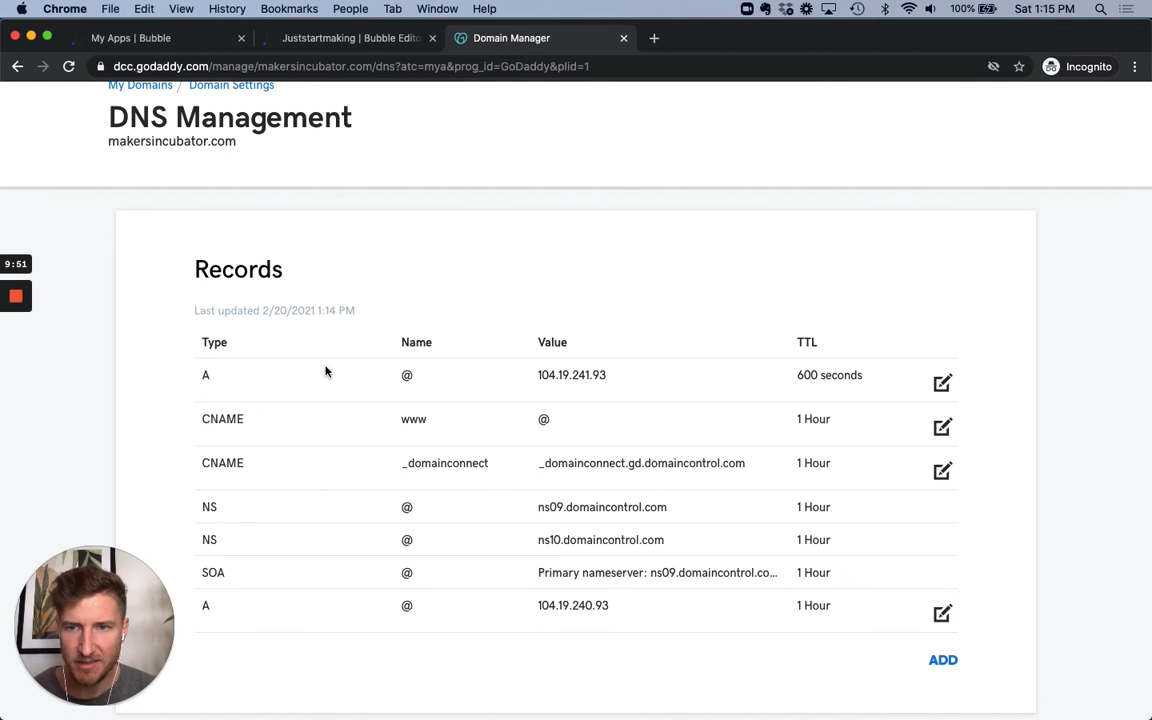 Chrome File Edit View History Bookmarks People Tab Window Help 100% Sat 1:15 PM
My Apps | Bubble Juststartmaking | Bubble Edito Domain Manager
dcc.godaddy.com/manage/makersincubator.com/dns?atc=mya&prog_id=GoDaddy&plid=1 Incognito
My Domains / Domain Settings
DNS Management
makersincubator.com
9:51
Records
Last updated 2/20/2021 1:14 PM
Type Name Value TTL
A @ 104.19.241.93 600 seconds
CNAME www @ 1 Hour
CNAME _domainconnect _domainconnect.gd.domaincontrol.com 1 Hour
NS @ ns09.domaincontrol.com 1 Hour
NS @ ns10.domaincontrol.com 1 Hour
SOA @ Primary nameserver: ns09.domaincontrol.co... 1 Hour
A @ 104.19.240.93 1 Hour
ADD